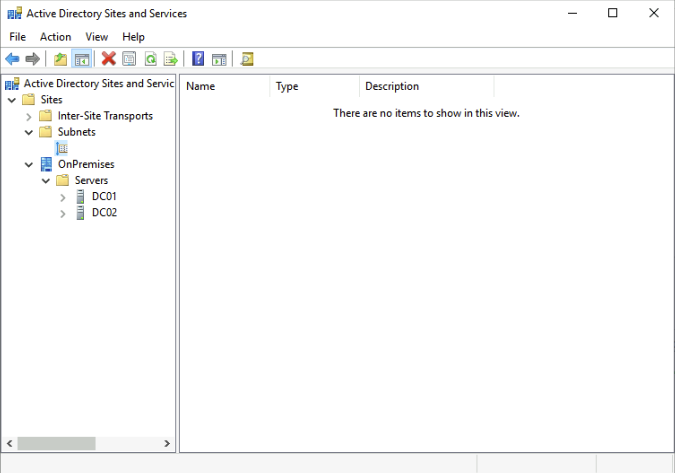 Active Directory Sites and Services
File Action View Help
Active Directory Sites and Servic
Sites
Inter-Site Transports
Subnets
OnPremises
Servers
DC01
DC02
Name Type Description
There are no items to show in this view.